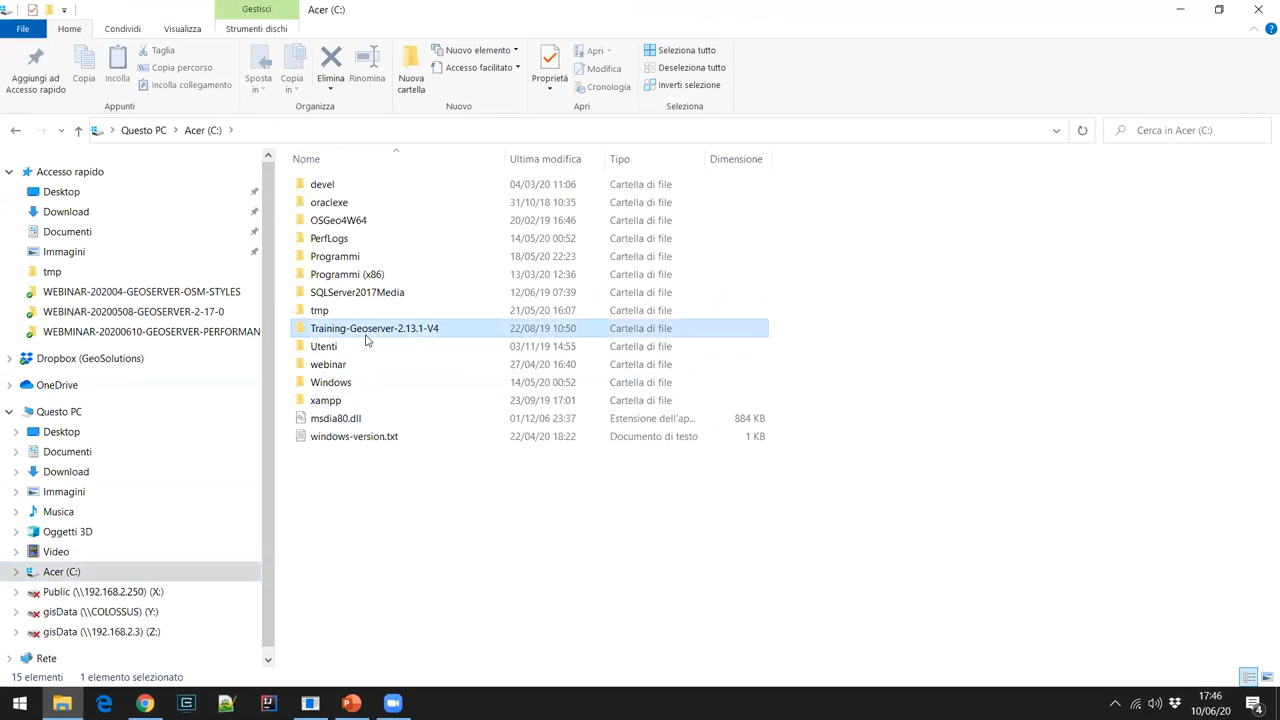 Gestisci Acer (C:)
File Home Condividi Visualizza Strumenti dischi
Aggiungi ad Accesso rapido
Copia
Incolla
Taglia
Copia percorso
Incolla collegamento
Appunti
Sposta in
Copia in
Elimina
Rinomina
Organizza
Nuova cartella
Nuovo elemento
Accesso facilitato
Nuovo
Proprietà
Apri
Modifica
Cronologia
Apri
Seleziona tutto
Deseleziona tutto
Inverti selezione
Seleziona
Questo PC > Acer (C:) >
Cerca in Acer (C:)
Accesso rapido
Desktop
Download
Documenti
Immagini
tmp
WEBINAR-202004-GEOSERVER-OSM-STYLES
WEBINAR-20200508-GEOSERVER-2-17-0
WEBMINAR-20200610-GEOSERVER-PERFORMAN
Dropbox (GeoSolutions)
OneDrive
Questo PC
Desktop
Documenti
Download
Immagini
Musica
Oggetti 3D
Video
Acer (C:)
Public (\\192.168.2.250) (X:)
gisData (\\COLOSSUS) (Y:)
gisData (\\192.168.2.3) (Z:)
Rete
Nome Ultima modifica Tipo Dimensione
devel 04/03/20 11:06 Cartella di file
oraclexe 31/10/18 10:35 Cartella di file
OSGeo4W64 20/02/19 16:46 Cartella di file
PerfLogs 14/05/20 00:52 Cartella di file
Programmi 18/05/20 22:23 Cartella di file
Programmi (x86) 13/03/20 12:36 Cartella di file
SQLServer2017Media 12/06/19 07:39 Cartella di file
tmp 21/05/20 16:07 Cartella di file
Training-Geoserver-2.13.1-V4 22/08/19 10:50 Cartella di file
Utenti 03/11/19 14:55 Cartella di file
webinar 27/04/20 16:40 Cartella di file
Windows 14/05/20 00:52 Cartella di file
xampp 23/09/19 17:01 Cartella di file
msdia80.dll 01/12/06 23:37 Estensione dell'ap... 884 KB
windows-version.txt 22/04/20 18:22 Documento di testo 1 KB
15 elementi 1 elemento selezionato
17:46
10/06/20
4